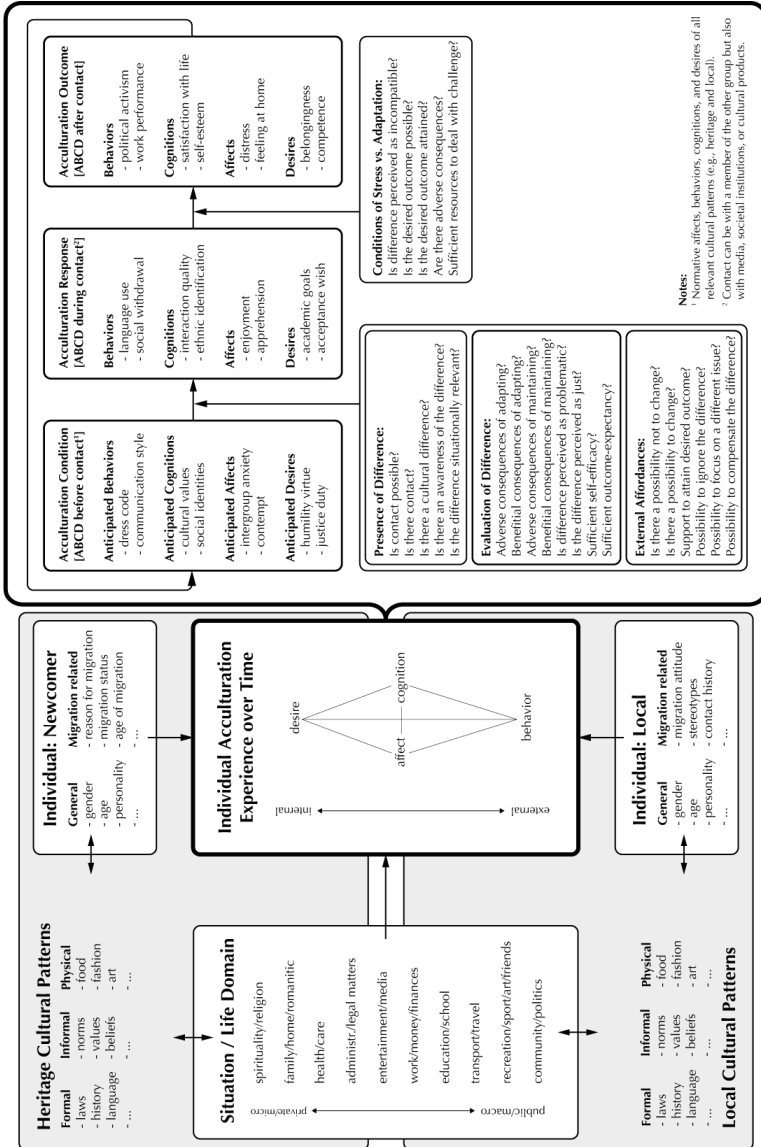 Heritage Cultural Patterns
Formal
- laws
- history
- language
- ...
Informal
- norms
- values
- beliefs
- ...
Physical
- food
- fashion
- art
- ...
Individual: Newcomer
General
- gender
- age
- personality
- ...
Migration related
- reason for migration
- migration status
- age of migration
- ...
Situation / Life Domain
private/micro
public/macro
spirituality/religion
family/home/romanitic
health/care
administr./legal matters
entertainment/media
work/money/finances
education/school
transport/travel
recreation/sport/art/friends
community/politics
Individual Acculturation
Experience over Time
internal
external
desire
affect
cognition
behavior
Local Cultural Patterns
Formal
- laws
- history
- language
- ...
Informal
- norms
- values
- beliefs
- ...
Physical
- food
- fashion
- art
- ...
Individual: Local
General
- gender
- age
- personality
- ...
Migration related
- migration attitude
- stereotypes
- contact history
- ...
Acculturation Condition
[ABCD before contact¹]
Anticipated Behaviors
- dress code
- communication style
Anticipated Cognitions
- cultural values
- social identities
Anticipated Affects
- intergroup anxiety
- contempt
Anticipated Desires
- humility virtue
- justice duty
Acculturation Response
[ABCD during contact²]
Behaviors
- language use
- social withdrawal
Cognitions
- interaction quality
- ethnic identification
Affects
- enjoyment
- apprehension
Desires
- academic goals
- acceptance wish
Acculturation Outcome
[ABCD after contact]
Behaviors
- political activism
- work performance
Cognitions
- satisfaction with life
- self-esteem
Affects
- distress
- feeling at home
Desires
- belongingness
- competence
Presence of Difference:
Is contact possible?
Is there contact?
Is there a cultural difference?
Is there an awareness of the difference?
Is the difference situationally relevant?
Evaluation of Difference:
Adverse consequences of adapting?
Benefitial consequences of adapting?
Adverse consequences of maintaining?
Benefitial consequences of maintaining?
Is difference perceived as problematic?
Is the difference perceived as just?
Sufficient self-efficacy?
Sufficient outcome-expectancy?
External Affordances:
Is there a possibility not to change?
Is there a possibility to change?
Support to attain desired outcome?
Possibility to ignore the difference?
Possibility to focus on a different issue?
Possibility to compensate the difference?
Conditions of Stress vs. Adaptation:
Is difference perceived as incompatible?
Is the desired outcome possible?
Is the desired outcome attained?
Are there adverse consequences?
Sufficient resources to deal with challenge?
Notes:
¹ Normative affects, behaviors, cognitions, and desires of all
relevant cultural patterns (e.g., heritage and local).
² Contact can be with a member of the other group but also
with media, societal institutions, or cultural products.